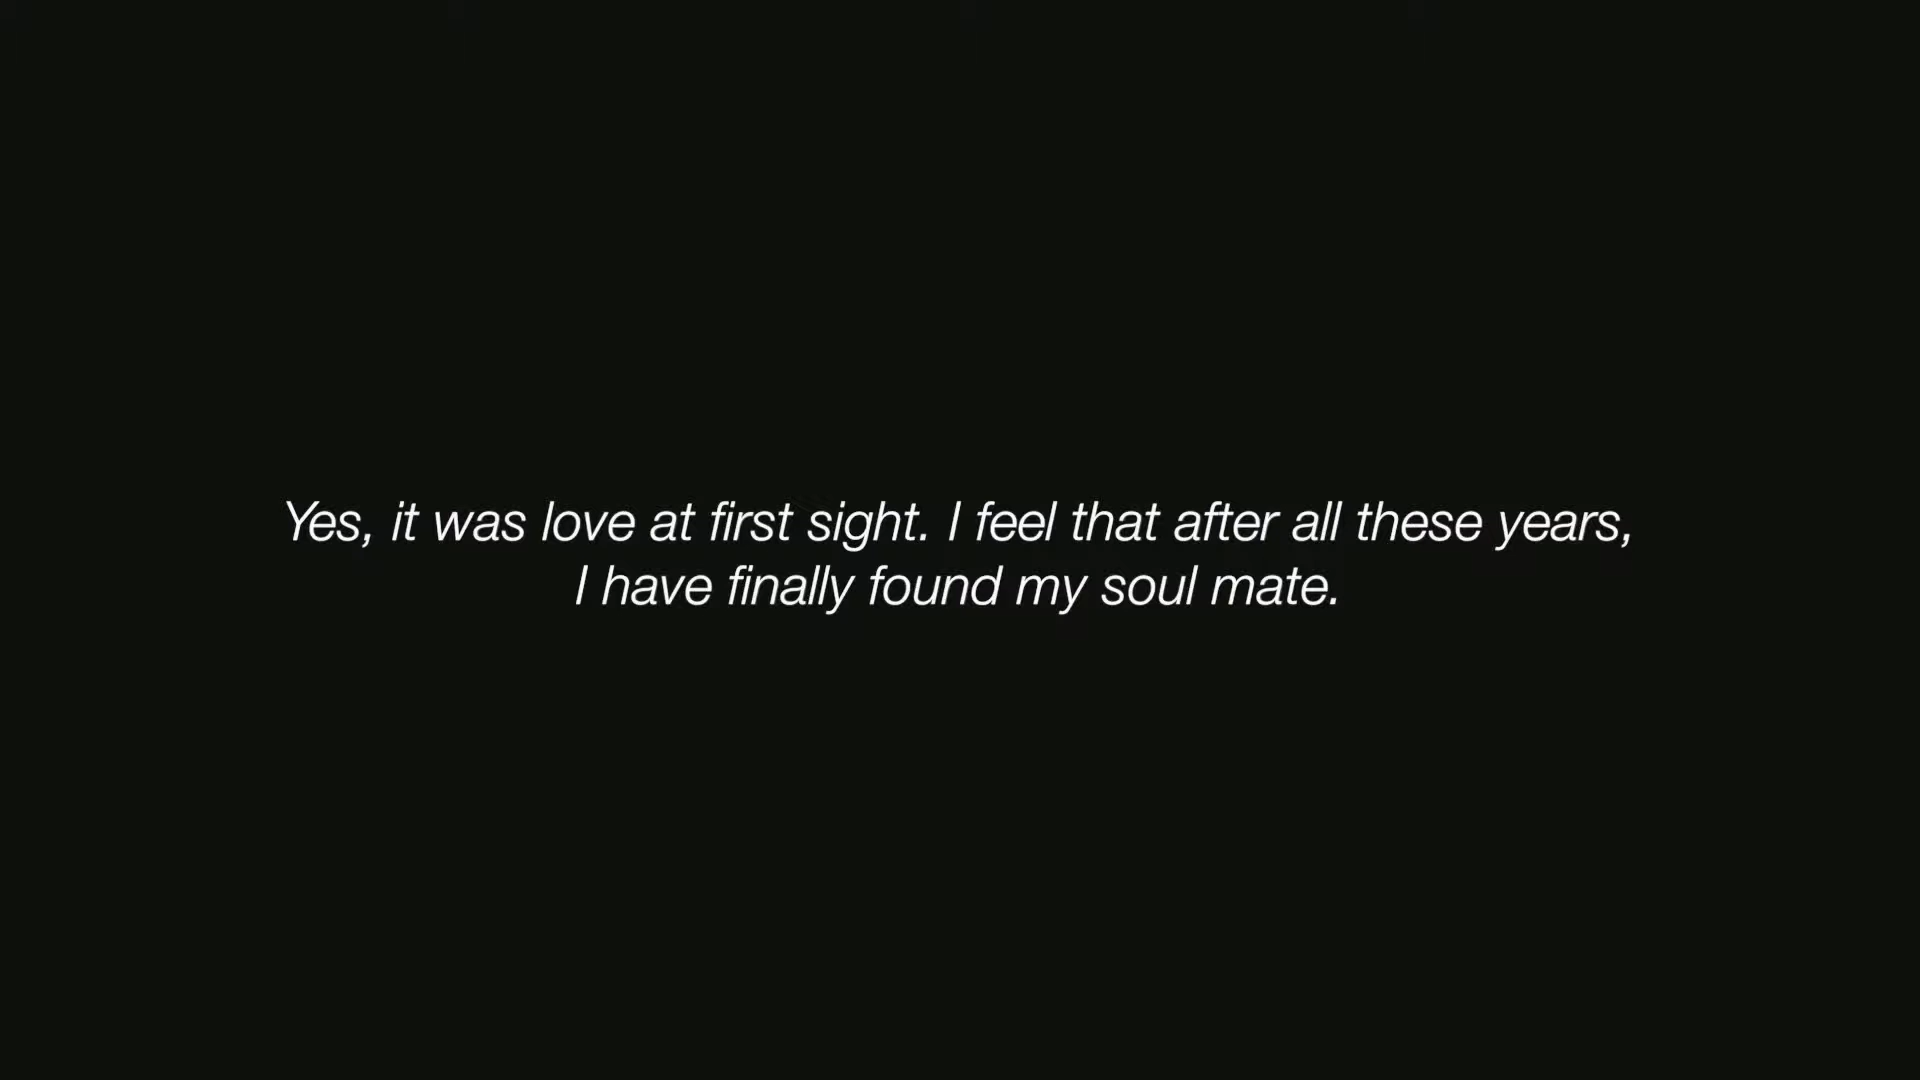 Yes, it was love at first sight. I feel that after all these years,
I have finally found my soul mate.